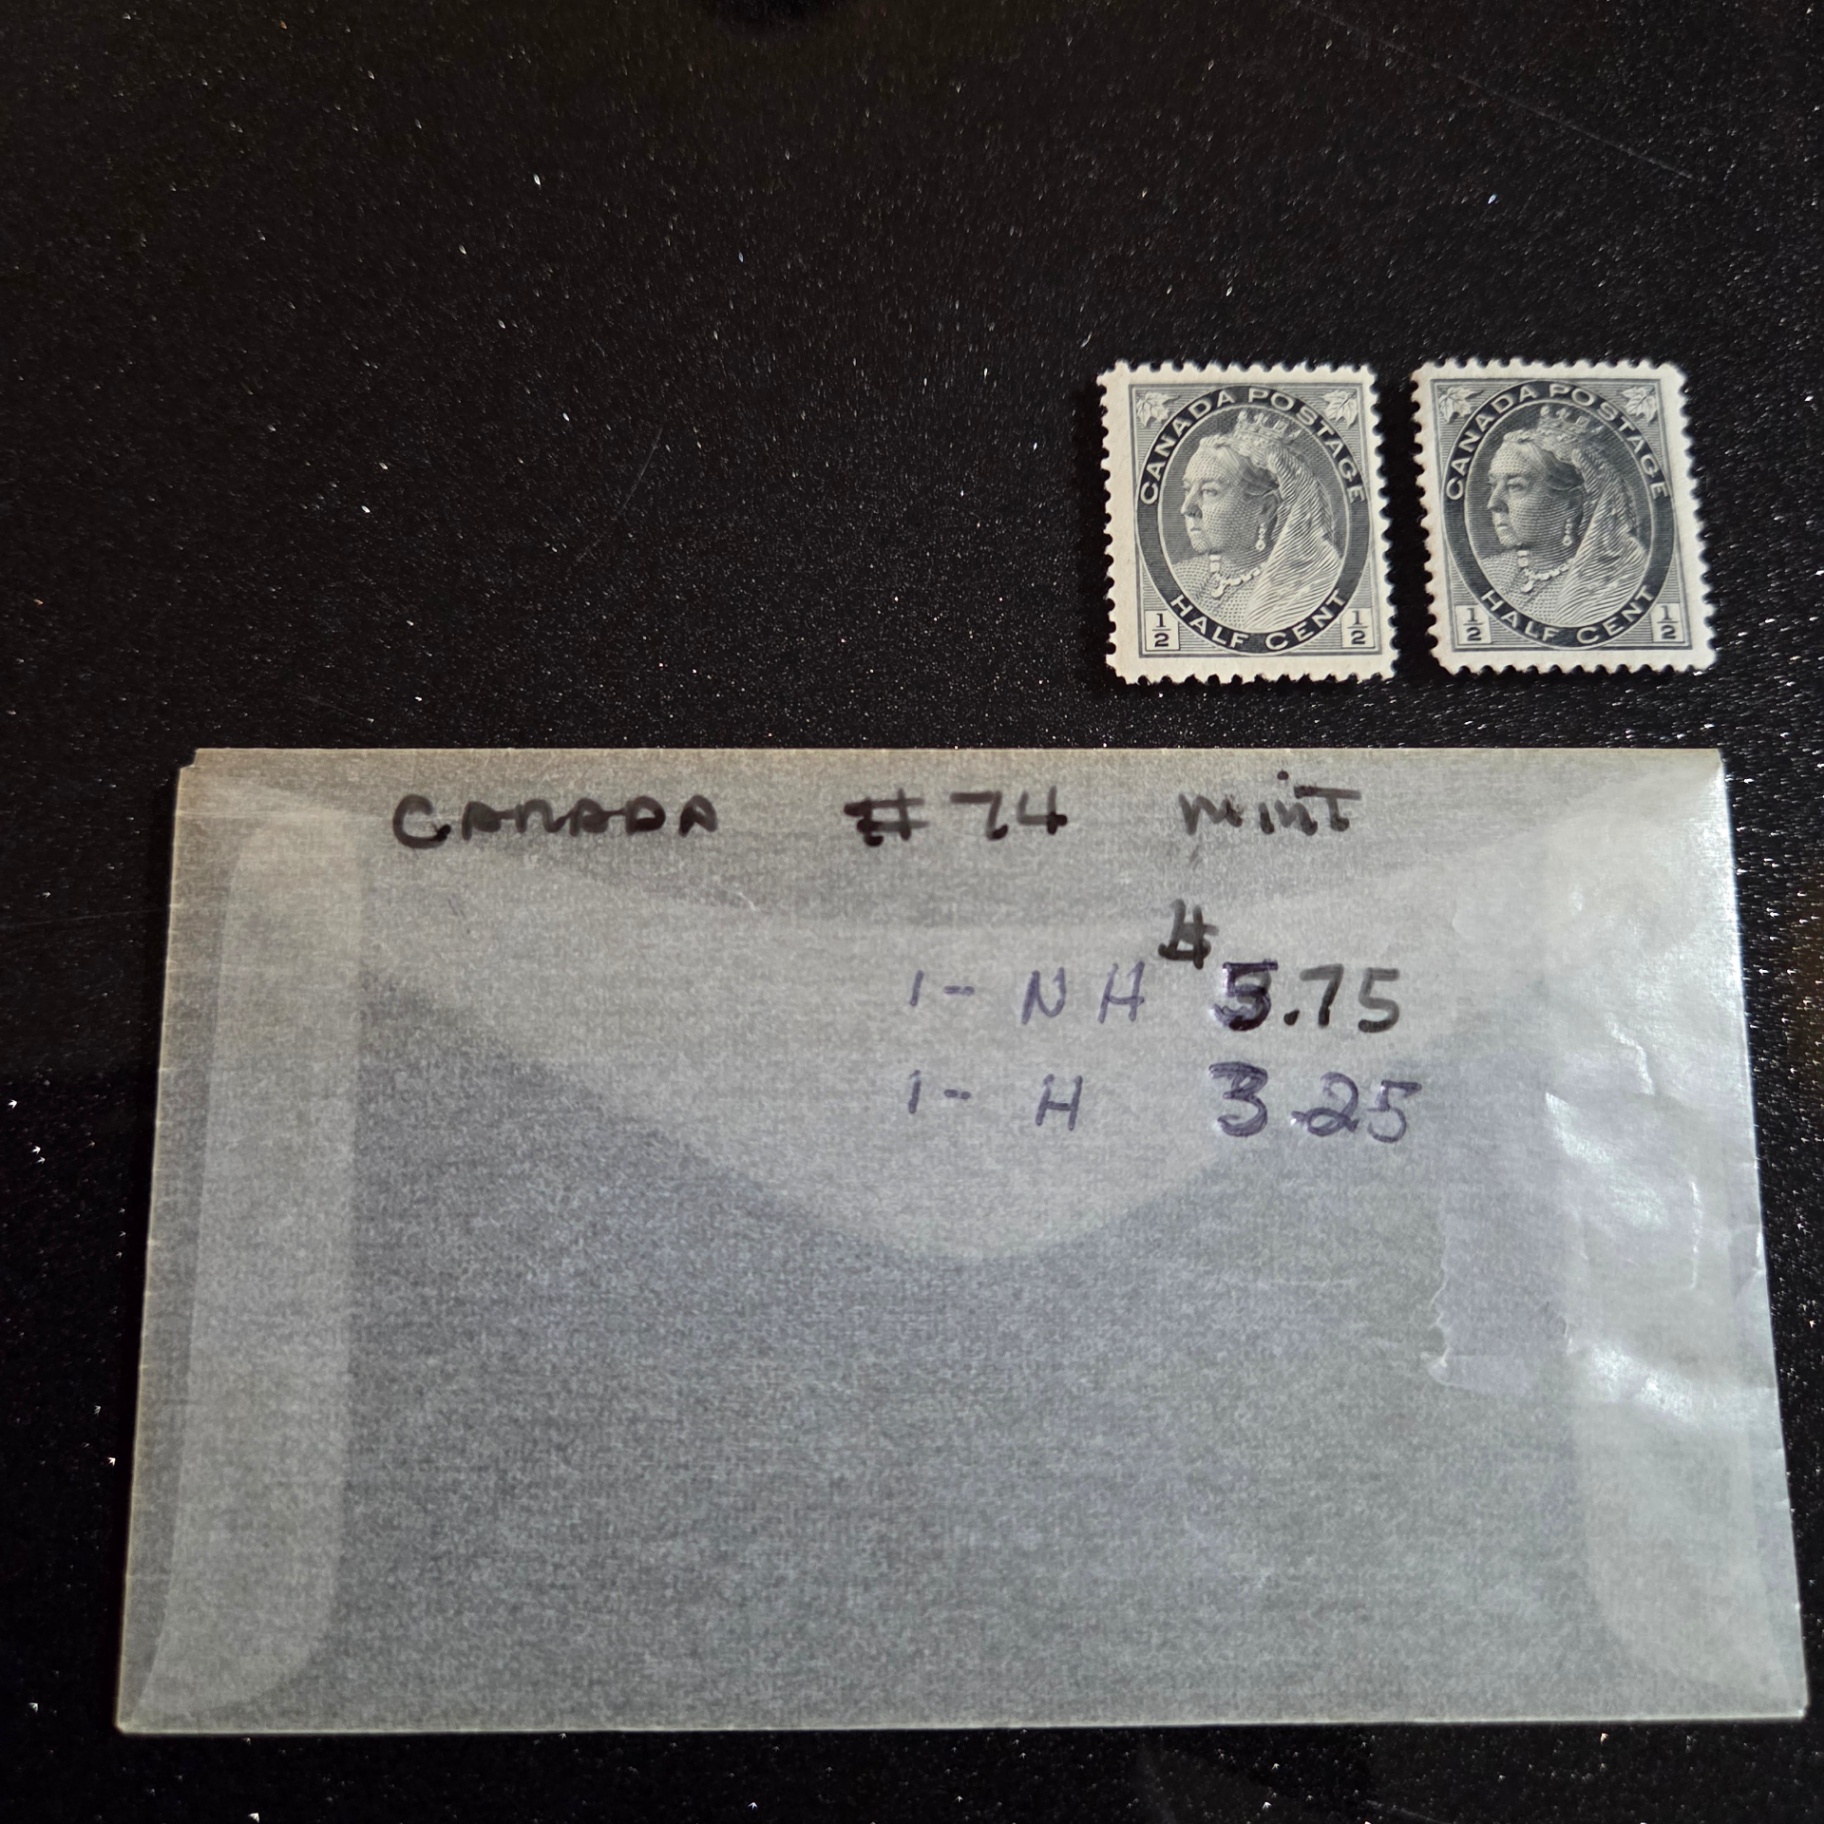 CANADA POSTAGE
HALF CENT
1/2 1/2
CANADA POSTAGE
HALF CENT
1/2 1/2
CANADA # 74 MINT
1- NH 5.75
1- H 3.25